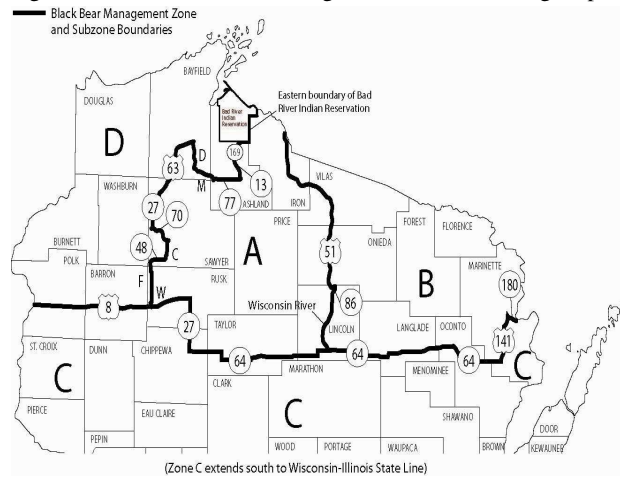 Black Bear Management Zone
and Subzone Boundaries
BAYFIELD
DOUGLAS
Eastern boundary of Bad
River Indian Reservation
Bad River
Indian
Reservation
D
169
D
63
13
VILAS
WASHBURN
M
77
ASHLAND
IRON
27
70
PRICE
FOREST
FLORENCE
51
ONIEDA
BURNETT
48
C
SAWYER
A
MARINETTE
POLK
BARRON
F
RUSK
B
180
W
Wisconsin River
86
8
27
TAYLOR
LINCOLN
LANGLADE
OCONTO
141
ST. CROIX
DUNN
CHIPPEWA
64
64
64
MARATHON
MENOMINEE
C
C
CLARK
C
SHAWANO
PIERCE
EAU CLAIRE
DOOR
PEPIN
WOOD
PORTAGE
WAUPACA
BROWN
KEWAUNEE
(Zone C extends south to Wisconsin-Illinois State Line)